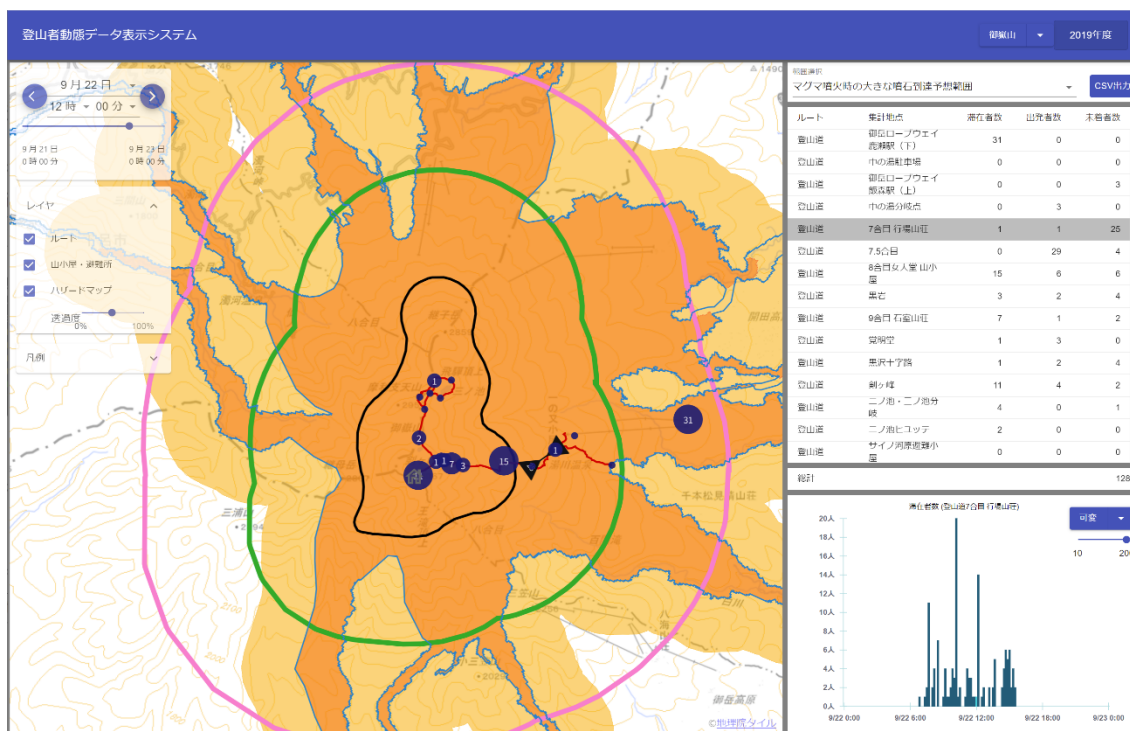 登山者動態データ表示システム
御嶽山
2019年度
9月22日
12時 00分
9月21日
0時00分
9月23日
0時00分
レイヤ
ルート
山小屋・避難所
ハザードマップ
透過度
0%
100%
凡例
1
2
1
1
7
3
15
1
31
御岳高原
三笠山
八合目
©地理院タイル
範囲選択
マグマ噴火時の大きな噴石到達予想範囲
CSV出力
ルート 集計地点 滞在者数 出発者数 未着者数
登山道 御岳ロープウェイ鹿瀬駅（下） 31 0 0
登山道 中の湯駐車場 0 0 0
登山道 御岳ロープウェイ飯森駅（上） 0 0 3
登山道 中の湯分岐点 0 3 0
登山道 7合目 行場山荘 1 1 25
登山道 7.5合目 0 29 4
登山道 8合目女人堂 山小屋 15 6 6
登山道 黒岩 3 2 4
登山道 9合目 石室山荘 7 1 2
登山道 覚明堂 1 3 0
登山道 黒沢十字路 1 2 4
登山道 剣ヶ峰 11 4 2
登山道 二ノ池・三ノ池分岐 4 0 1
登山道 二ノ池ヒュッテ 2 0 0
登山道 サイノ河原避難小屋 0 0 0
総計 128
滞在者数 (登山道7合目 行場山荘)
可変
10
200
20人
18人
16人
14人
12人
10人
8人
6人
4人
2人
0人
9/22 0:00 9/22 6:00 9/22 12:00 9/22 18:00 9/23 0:00